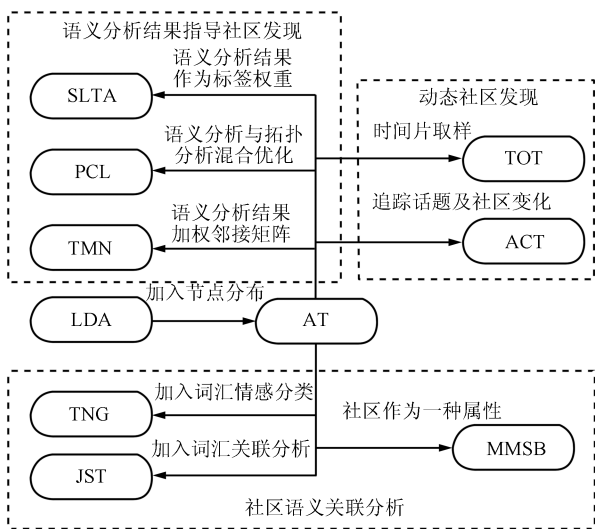 语义分析结果指导社区发现
语义分析结果
作为标签权重
SLTA
语义分析与拓扑
分析混合优化
PCL
语义分析结果
加权邻接矩阵
TMN
动态社区发现
时间片取样
TOT
追踪话题及社区变化
ACT
LDA
加入节点分布
AT
加入词汇情感分类
TNG
加入词汇关联分析
JST
社区作为一种属性
MMSB
社区语义关联分析